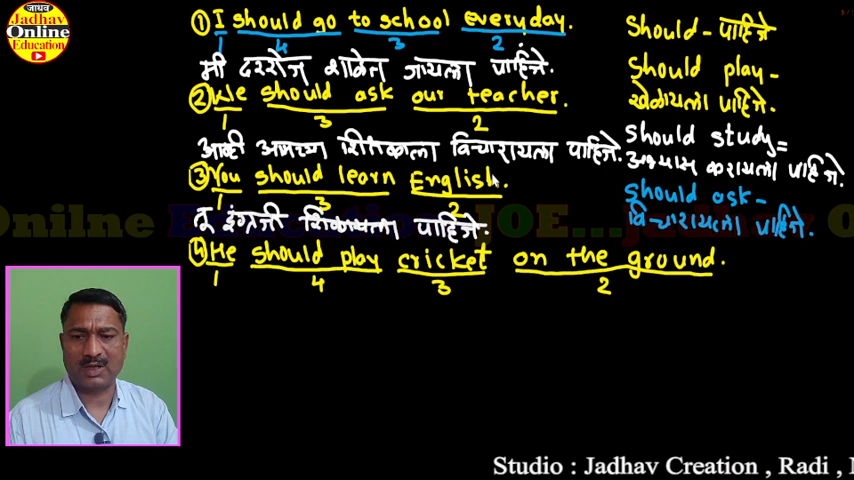 जाधव
Jadhav
Online
Education
① I should go to school everyday.
1 4 3 2
मी दररोज शाळेत जायला पाहिजे.
② We should ask our teacher.
1 3 2
आम्ही आमच्या शिक्षकाला विचारायला पाहिजे.
③ You should learn English.
1 3 2
तू इंग्रजी शिकायला पाहिजे.
④ He should play cricket on the ground.
1 4 3 2
Should - पाहिजे
Should play -
खेळायला पाहिजे.
Should study =
अभ्यास करायला पाहिजे.
Should ask -
विचारायला पाहिजे.
Studio : Jadhav Creation , Radi ,